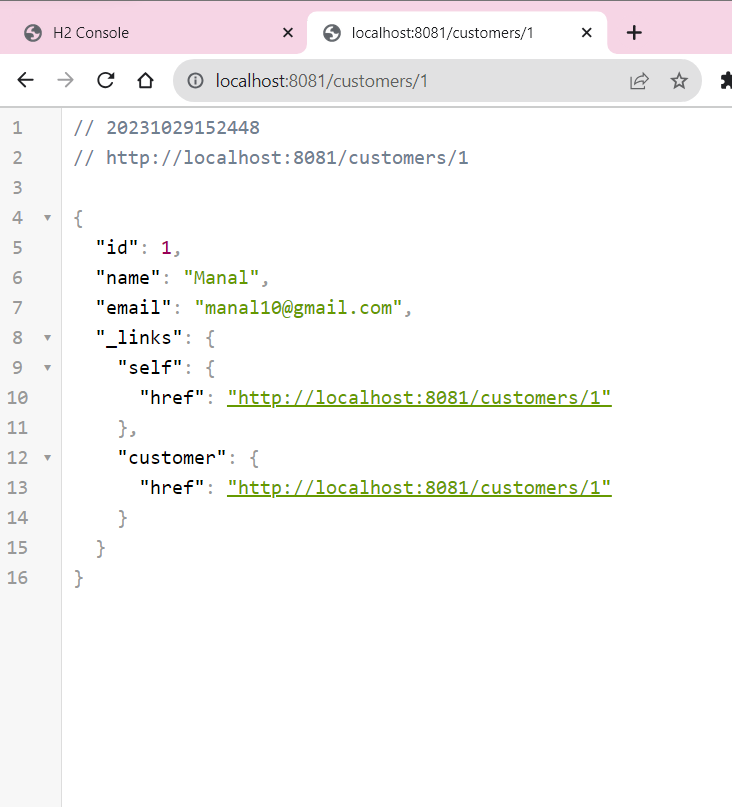 H2 Console
localhost:8081/customers/1
localhost:8081/customers/1
1 // 20231029152448
2 // http://localhost:8081/customers/1
3
4 {
5 "id": 1,
6 "name": "Manal",
7 "email": "manal10@gmail.com",
8 "_links": {
9 "self": {
10 "href": "http://localhost:8081/customers/1"
11 },
12 "customer": {
13 "href": "http://localhost:8081/customers/1"
14 }
15 }
16 }